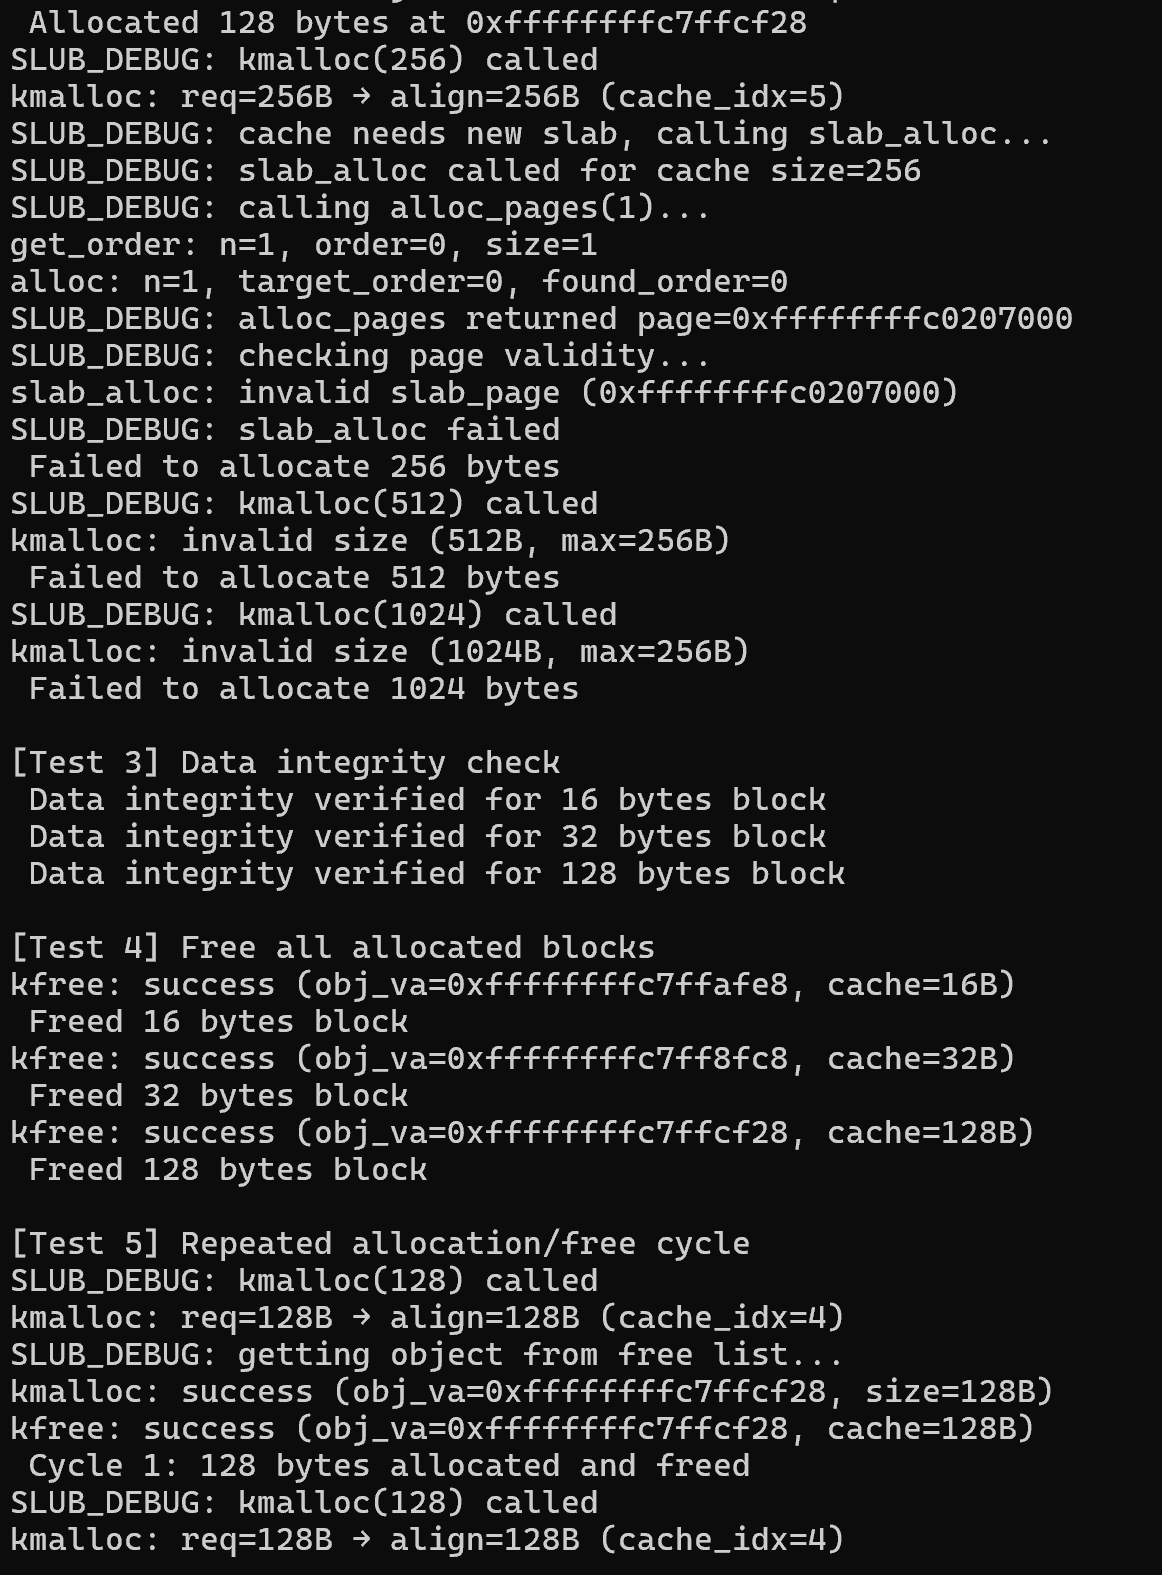 Allocated 128 bytes at 0xffffffffc7ffcf28
SLUB_DEBUG: kmalloc(256) called
kmalloc: req=256B → align=256B (cache_idx=5)
SLUB_DEBUG: cache needs new slab, calling slab_alloc...
SLUB_DEBUG: slab_alloc called for cache size=256
SLUB_DEBUG: calling alloc_pages(1)...
get_order: n=1, order=0, size=1
alloc: n=1, target_order=0, found_order=0
SLUB_DEBUG: alloc_pages returned page=0xffffffffc0207000
SLUB_DEBUG: checking page validity...
slab_alloc: invalid slab_page (0xffffffffc0207000)
SLUB_DEBUG: slab_alloc failed
Failed to allocate 256 bytes
SLUB_DEBUG: kmalloc(512) called
kmalloc: invalid size (512B, max=256B)
Failed to allocate 512 bytes
SLUB_DEBUG: kmalloc(1024) called
kmalloc: invalid size (1024B, max=256B)
Failed to allocate 1024 bytes

[Test 3] Data integrity check
Data integrity verified for 16 bytes block
Data integrity verified for 32 bytes block
Data integrity verified for 128 bytes block

[Test 4] Free all allocated blocks
kfree: success (obj_va=0xffffffffc7ffafe8, cache=16B)
Freed 16 bytes block
kfree: success (obj_va=0xffffffffc7ff8fc8, cache=32B)
Freed 32 bytes block
kfree: success (obj_va=0xffffffffc7ffcf28, cache=128B)
Freed 128 bytes block

[Test 5] Repeated allocation/free cycle
SLUB_DEBUG: kmalloc(128) called
kmalloc: req=128B → align=128B (cache_idx=4)
SLUB_DEBUG: getting object from free list...
kmalloc: success (obj_va=0xffffffffc7ffcf28, size=128B)
kfree: success (obj_va=0xffffffffc7ffcf28, cache=128B)
Cycle 1: 128 bytes allocated and freed
SLUB_DEBUG: kmalloc(128) called
kmalloc: req=128B → align=128B (cache_idx=4)